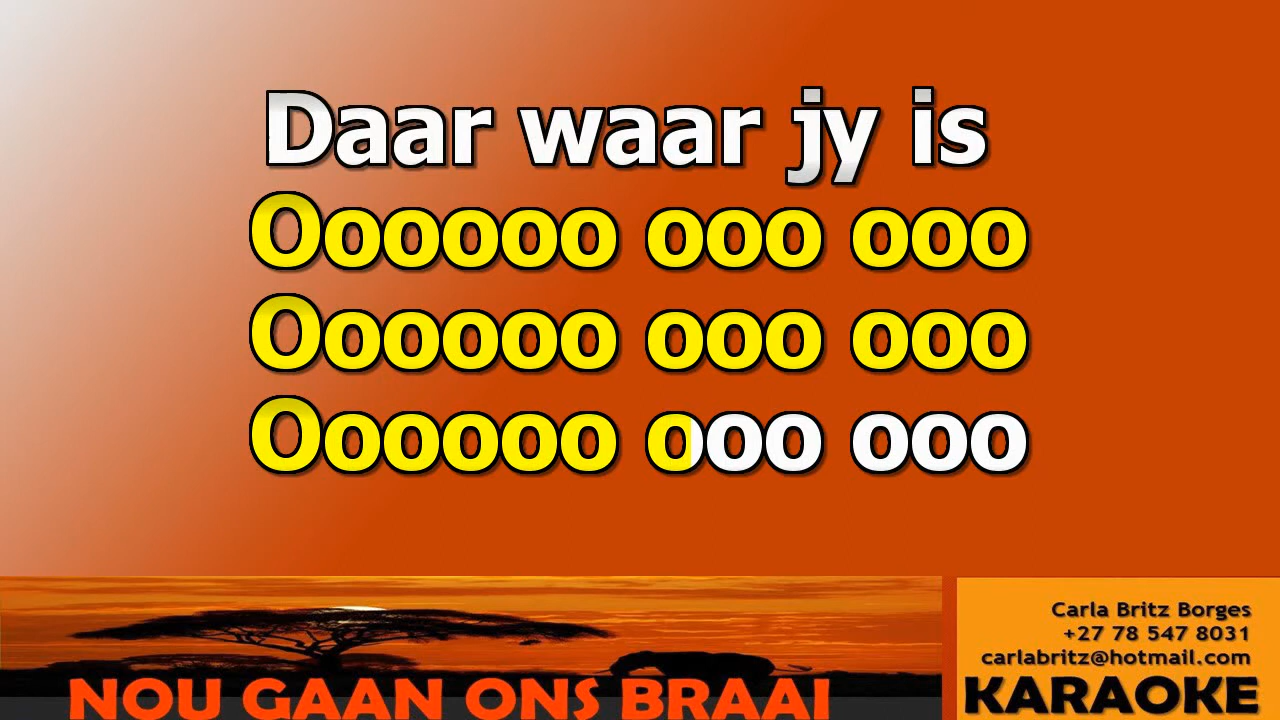 Daar waar jy is
Oooooo ooo ooo
Oooooo ooo ooo
Oooooo ooo ooo
NOU GAAN ONS BRAAI
Carla Britz Borges
+27 78 547 8031
carlabritz@hotmail.com
KARAOKE